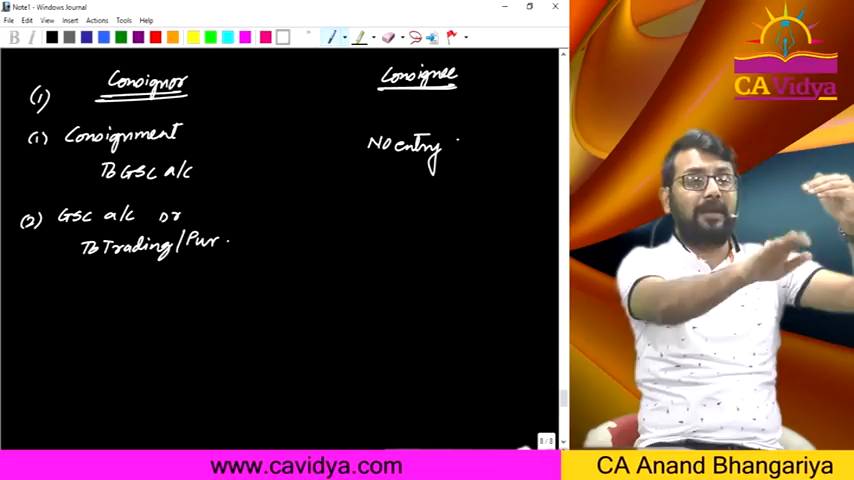 Note1 - Windows Journal
File Edit View Insert Actions Tools Help
Consignor Consignee
(1)
(1) Consignment No entry
To GSC a/c
(2) GSC a/c Dr
To Trading/Pur.
8 / 8
CA Vidya
www.cavidya.com
CA Anand Bhangariya